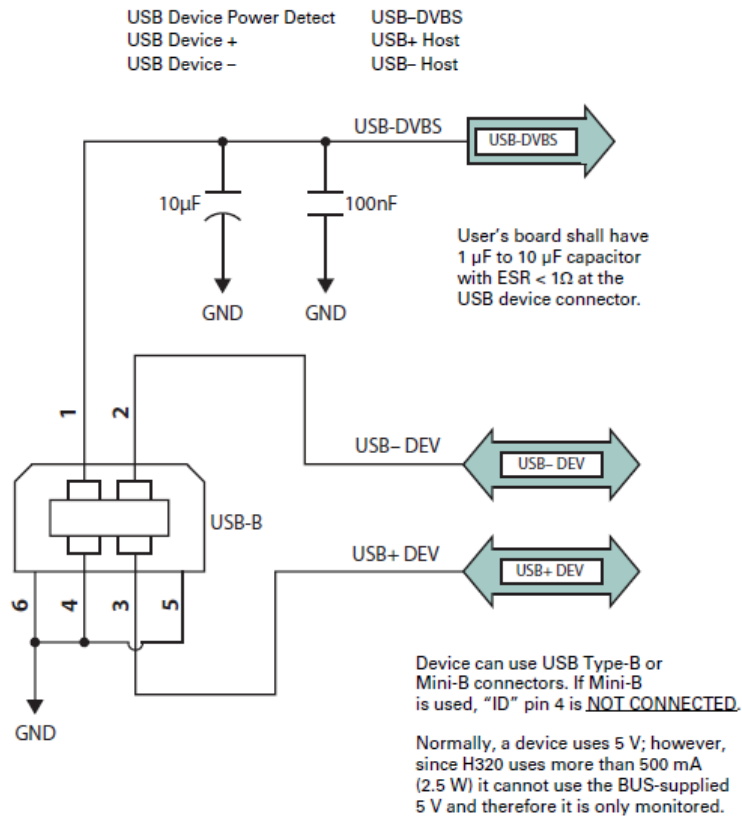 USB Device Power Detect USB–DVBS
USB Device + USB+ Host
USB Device – USB– Host
USB-DVBS
USB-DVBS
10µF
100nF
GND
GND
User's board shall have
1 µF to 10 µF capacitor
with ESR < 1Ω at the
USB device connector.
1
2
USB– DEV
USB– DEV
USB-B
USB+ DEV
USB+ DEV
6
4
3
5
GND
Device can use USB Type-B or
Mini-B connectors. If Mini-B
is used, “ID” pin 4 is NOT CONNECTED.
Normally, a device uses 5 V; however,
since H320 uses more than 500 mA
(2.5 W) it cannot use the BUS-supplied
5 V and therefore it is only monitored.